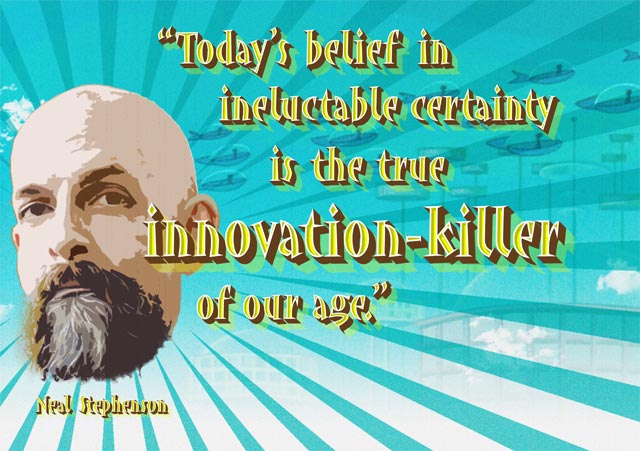 “Today’s belief in
ineluctable certainty
is the true
innovation-killer
of our age.”
Neal Stephenson